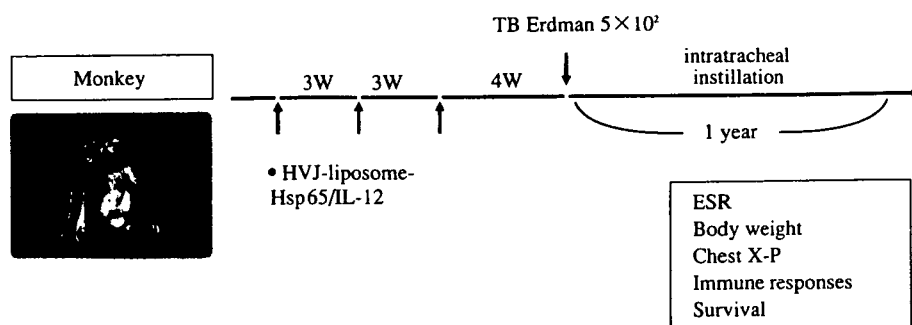 TB Erdman 5×10²
Monkey
3W 3W 4W
intratracheal
instillation
1 year
• HVJ-liposome-
Hsp65/IL-12
ESR
Body weight
Chest X-P
Immune responses
Survival